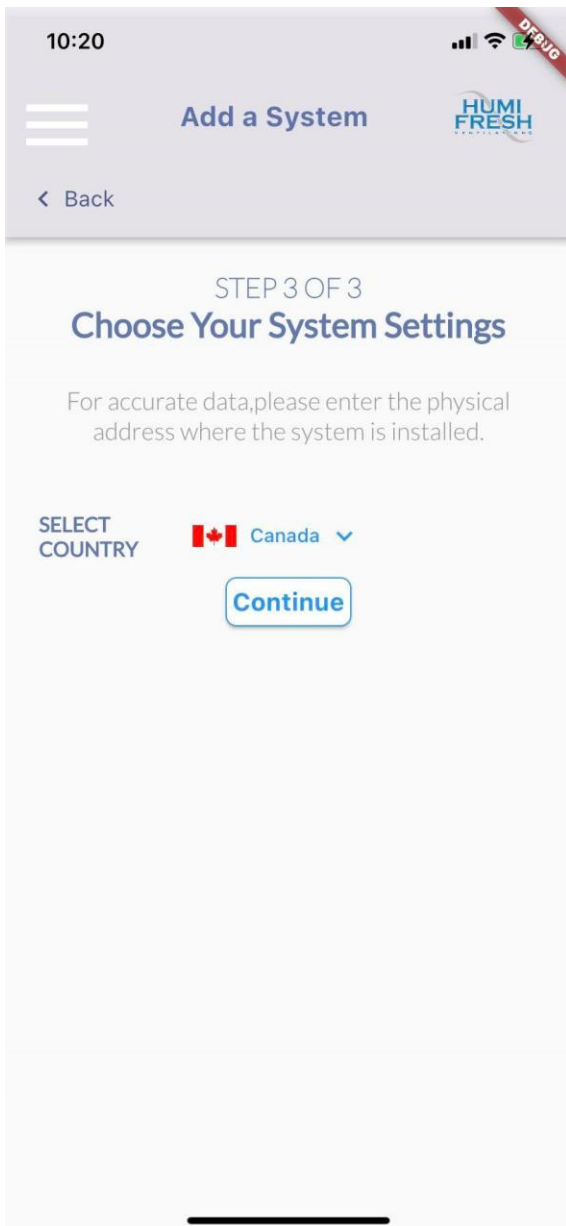 10:20
DEBUG
Add a System
HUMI
FRESH
VENTILATIONS
Back
STEP 3 OF 3
Choose Your System Settings
For accurate data,please enter the physical
address where the system is installed.
SELECT
COUNTRY
Canada
Continue